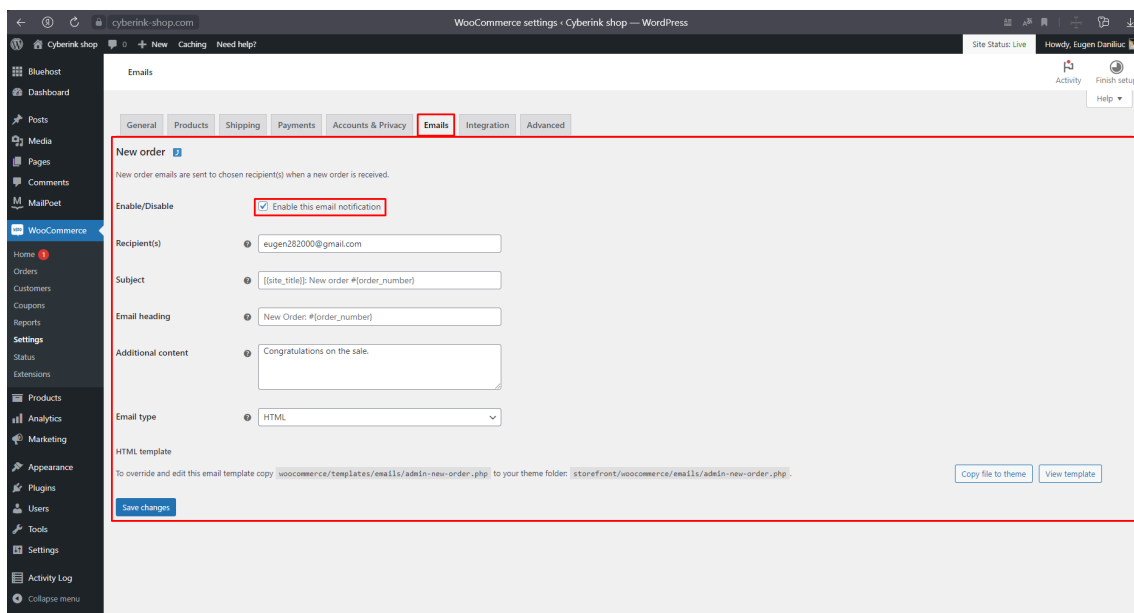 cyberink-shop.com
WooCommerce settings ‹ Cyberink shop — WordPress
Cyberink shop 0 + New Caching Need help?
Site Status: Live Howdy, Eugen Daniliuc
Bluehost
Dashboard
Posts
Media
Pages
Comments
MailPoet
WooCommerce
Home 1
Orders
Customers
Coupons
Reports
Settings
Status
Extensions
Products
Analytics
Marketing
Appearance
Plugins
Users
Tools
Settings
Activity Log
Collapse menu
Emails
Activity
Finish setup
Help
General Products Shipping Payments Accounts & Privacy Emails Integration Advanced
New order
New order emails are sent to chosen recipient(s) when a new order is received.
Enable/Disable Enable this email notification
Recipient(s) eugen282000@gmail.com
Subject [{site_title}]: New order #{order_number}
Email heading New Order: #{order_number}
Additional content Congratulations on the sale.
Email type HTML
HTML template
To override and edit this email template copy woocommerce/templates/emails/admin-new-order.php to your theme folder: storefront/woocommerce/emails/admin-new-order.php .
Copy file to theme View template
Save changes